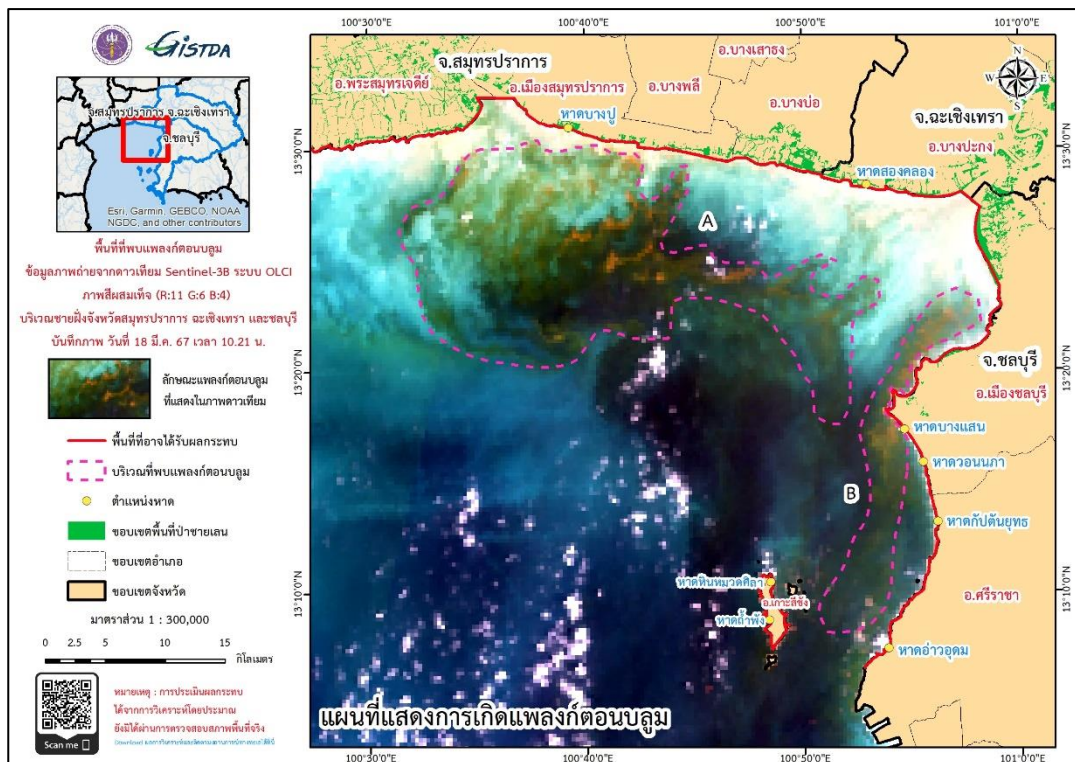 GISTDA
จ.สมุทรปราการ จ.ฉะเชิงเทรา
จ.ชลบุรี
Esri, Garmin, GEBCO, NOAA
NGDC, and other contributors
พื้นที่ที่พบแพลงก์ตอนบลูม
ข้อมูลภาพถ่ายจากดาวเทียม Sentinel-3B ระบบ OLCI
ภาพสีผสมเท็จ (R:11 G:6 B:4)
บริเวณชายฝั่งจังหวัดสมุทรปราการ ฉะเชิงเทรา และชลบุรี
บันทึกภาพ วันที่ 18 มี.ค. 67 เวลา 10.21 น.
ลักษณะแพลงก์ตอนบลูม
ที่แสดงในภาพดาวเทียม
พื้นที่ที่อาจได้รับผลกระทบ
บริเวณที่พบแพลงก์ตอนบลูม
ตำแหน่งหาด
ขอบเขตพื้นที่ป่าชายเลน
ขอบเขตอำเภอ
ขอบเขตจังหวัด
มาตราส่วน 1 : 300,000
0 2.5 5 10 15
กิโลเมตร
Scan me
หมายเหตุ : การประเมินผลกระทบ
ได้จากการวิเคราะห์โดยประมาณ
ยังมิได้ผ่านการตรวจสอบสภาพพื้นที่จริง
100°30'0"E 100°40'0"E 100°50'0"E 101°0'0"E
อ.บางเสาธง
จ.สมุทรปราการ
อ.พระสมุทรเจดีย์
อ.เมืองสมุทรปราการ
อ.บางพลี
อ.บางบ่อ
N
W E
S
จ.ฉะเชิงเทรา
อ.บางปะกง
หาดบางปู
หาดสองคลอง
13°30'0"N
13°30'0"N
A
13°20'0"N
13°20'0"N
จ.ชลบุรี
อ.เมืองชลบุรี
หาดบางแสน
หาดวอนนภา
B
หาดกัปตันยุทธ
13°10'0"N
13°10'0"N
หาดหินหมวดศิลา
อ.เกาะสีชัง
หาดถ้ำพัง
อ.ศรีราชา
หาดอ่าวอุดม
แผนที่แสดงการเกิดแพลงก์ตอนบลูม
100°30'0"E 100°40'0"E 100°50'0"E 101°0'0"E